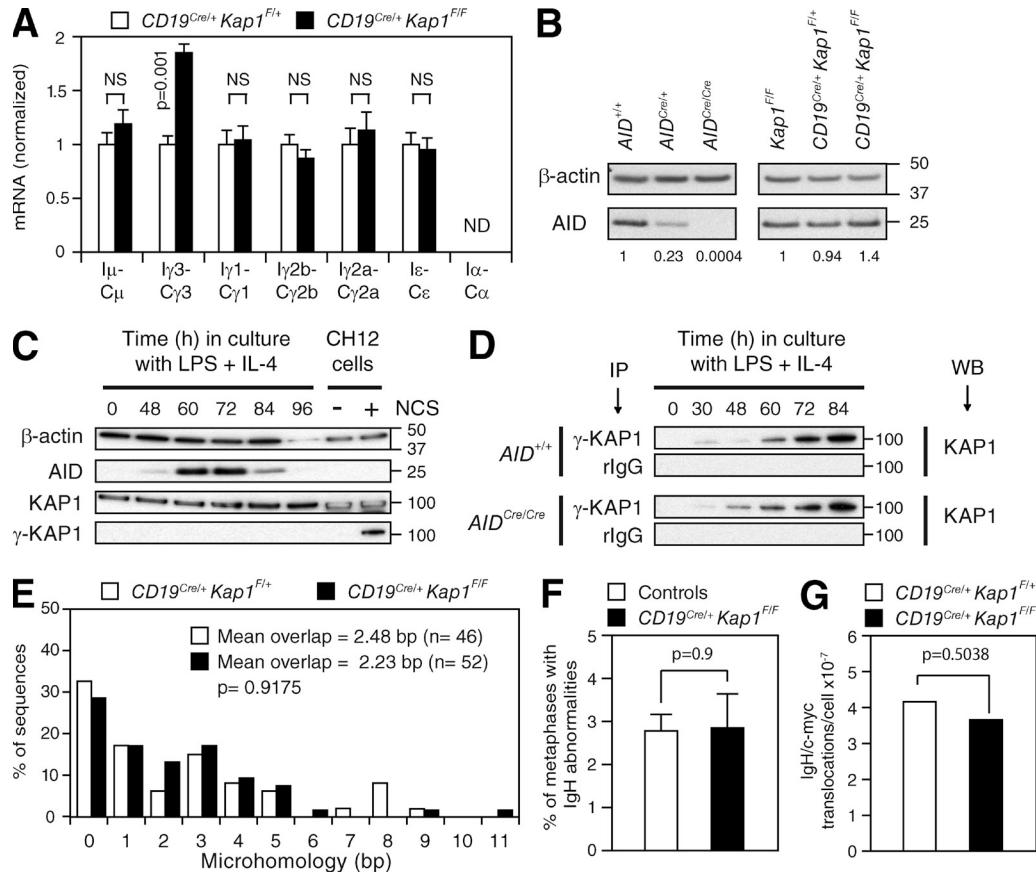 A
CD19Cre/+ Kap1F/+ CD19Cre/+ Kap1F/F
mRNA (normalized)
2
1.5
1
0.5
0
NS p=0.001 NS NS NS NS
ND
Iμ- Iγ3- Iγ1- Iγ2b- Iγ2a- Iε- Iα-
Cμ Cγ3 Cγ1 Cγ2b Cγ2a Cε Cα
B
AID+/+ AIDCre/+ AIDCre/Cre Kap1F/F CD19Cre/+ Kap1F/+ CD19Cre/+ Kap1F/F
β-actin 50
37
AID 25
1 0.23 0.0004 1 0.94 1.4
C
Time (h) in culture CH12
with LPS + IL-4 cells
0 48 60 72 84 96 - + NCS
β-actin 50
37
AID 25
KAP1 100
γ-KAP1 100
D
Time (h) in culture
with LPS + IL-4
IP WB
0 30 48 60 72 84
AID+/+ γ-KAP1 100 KAP1
rIgG 100
AIDCre/Cre γ-KAP1 100 KAP1
rIgG 100
E
CD19Cre/+ Kap1F/+ CD19Cre/+ Kap1F/F
% of sequences
50
40
30
20
10
0
Mean overlap = 2.48 bp (n= 46)
Mean overlap = 2.23 bp (n= 52)
p= 0.9175
0 1 2 3 4 5 6 7 8 9 10 11
Microhomology (bp)
F
Controls
CD19Cre/+ Kap1F/F
% of metaphases with
IgH abnormalities
5
4
3
2
1
0
p=0.9
G
CD19Cre/+ Kap1F/+
CD19Cre/+ Kap1F/F
IgH/c-myc
translocations/cell x10-7
6
5
4
3
2
1
0
p=0.5038